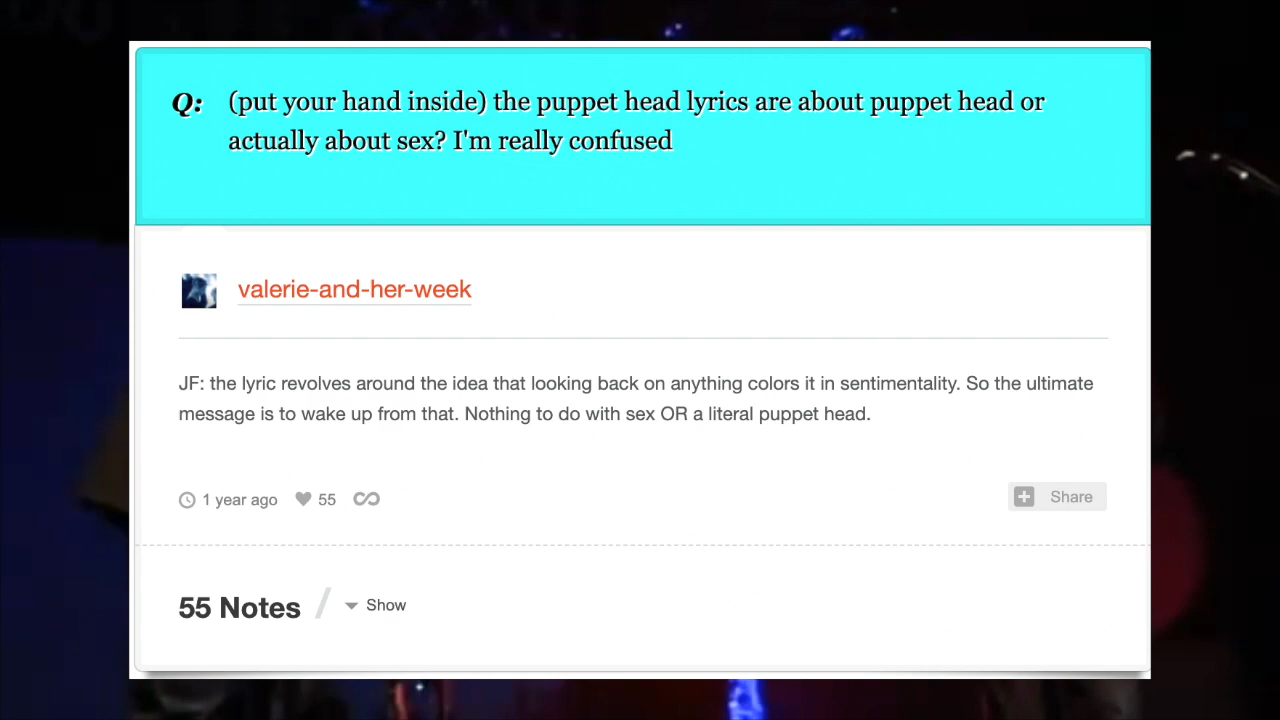 Q: (put your hand inside) the puppet head lyrics are about puppet head or
actually about sex? I'm really confused
valerie-and-her-week
JF: the lyric revolves around the idea that looking back on anything colors it in sentimentality. So the ultimate
message is to wake up from that. Nothing to do with sex OR a literal puppet head.
1 year ago 55
Share
55 Notes / Show